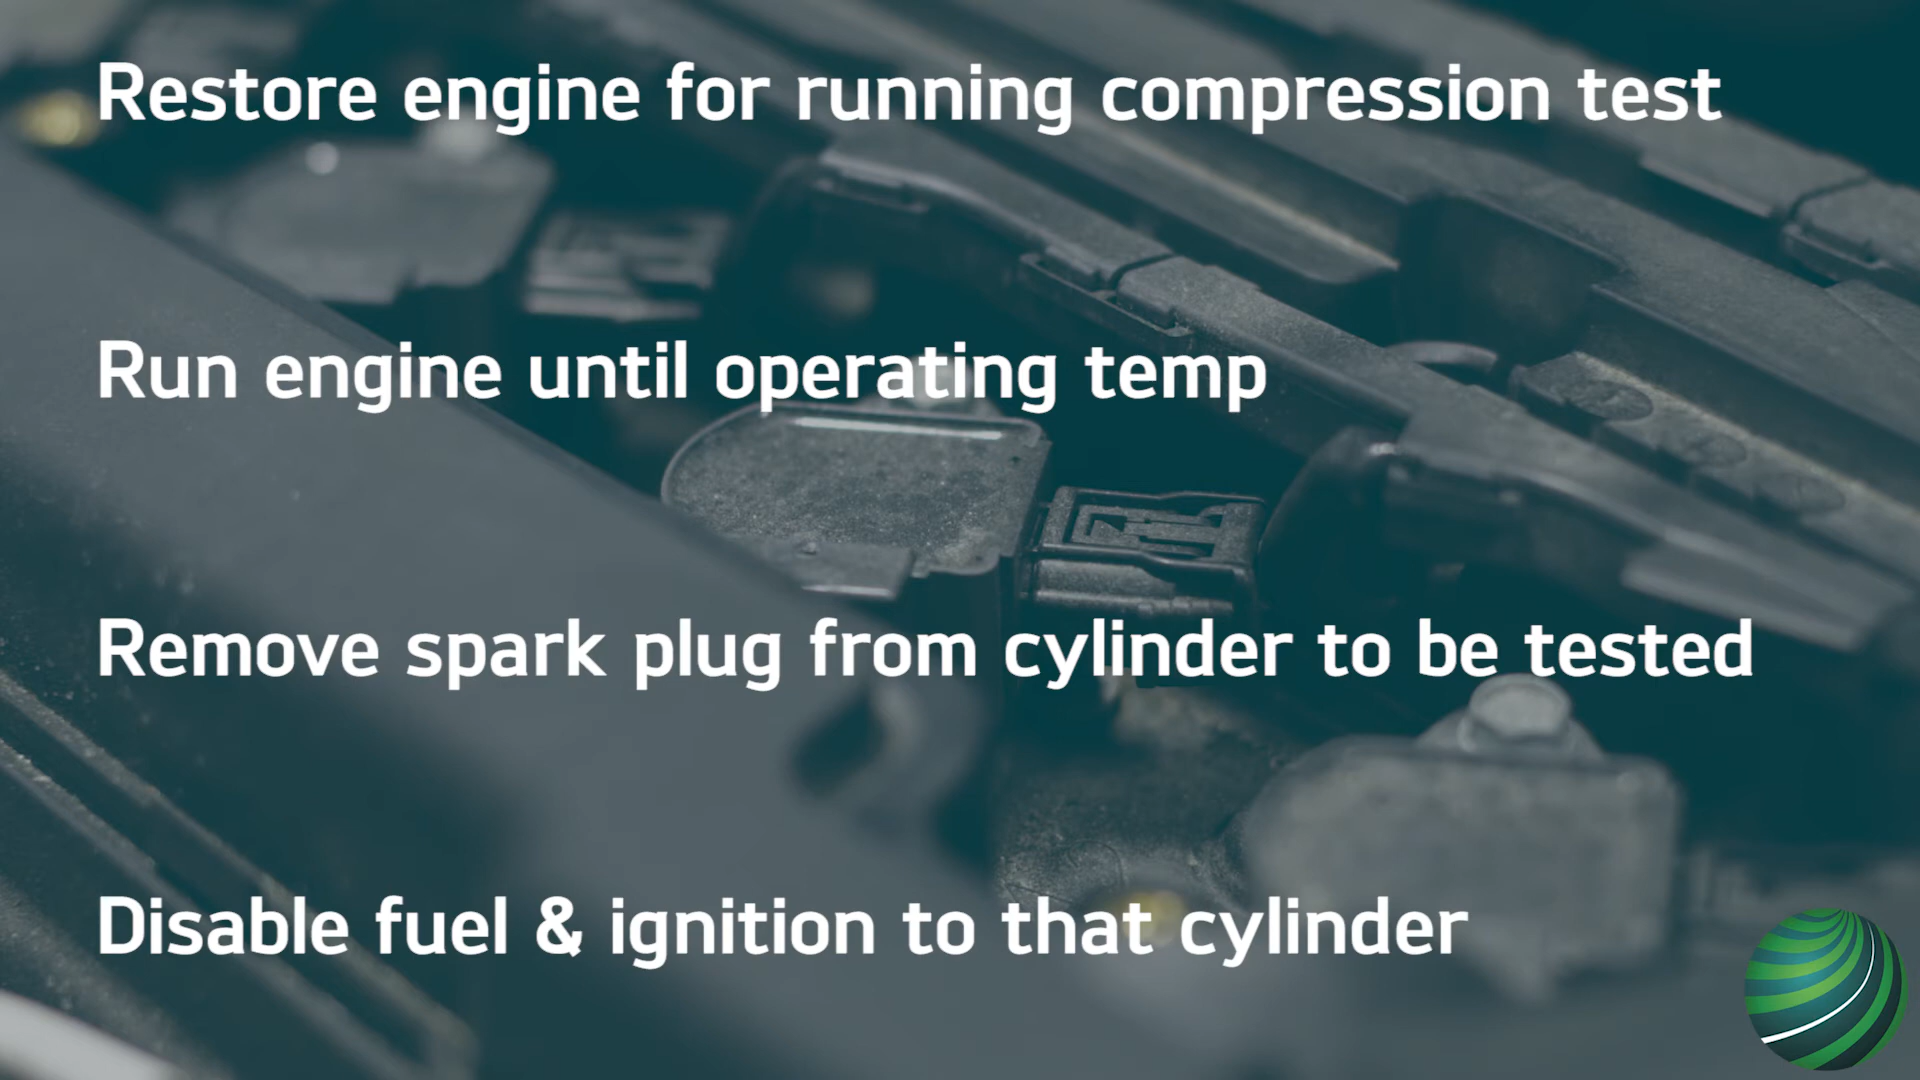 Restore engine for running compression test
Run engine until operating temp
Remove spark plug from cylinder to be tested
Disable fuel & ignition to that cylinder